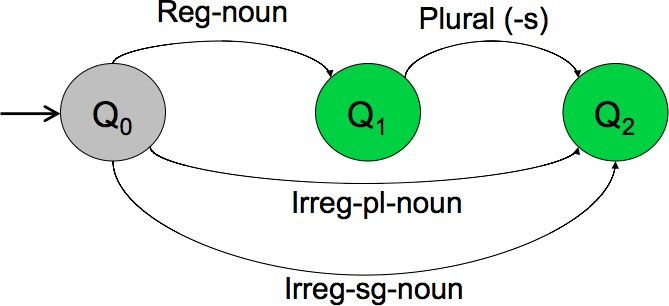 Reg-noun
Plural (-s)
Q0
Q1
Q2
Irreg-pl-noun
Irreg-sg-noun